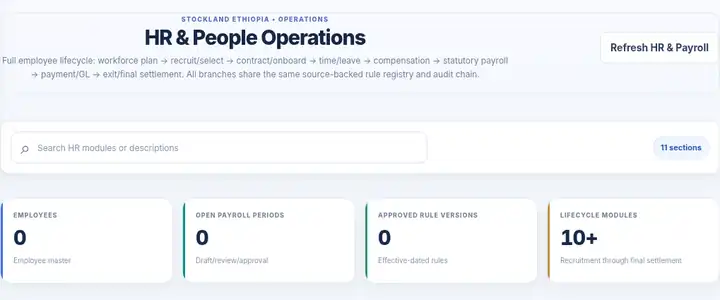 STOCKLAND ETHIOPIA • OPERATIONS
HR & People Operations
Full employee lifecycle: workforce plan → recruit/select → contract/onboard → time/leave → compensation → statutory payroll
→ payment/GL → exit/final settlement. All branches share the same source-backed rule registry and audit chain.
Refresh HR & Payroll
Search HR modules or descriptions
11 sections
EMPLOYEES
0
Employee master
OPEN PAYROLL PERIODS
0
Draft/review/approval
APPROVED RULE VERSIONS
0
Effective-dated rules
LIFECYCLE MODULES
10+
Recruitment through final settlement